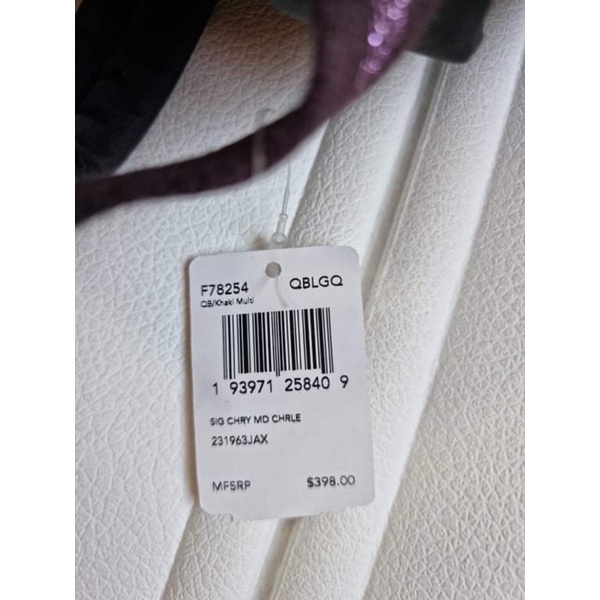 F78254 QBLGQ
QB/Khaki Multi
1 93971 25840 9
SIG CHRY MD CHRLE
231963JAX
MFSRP $398.00